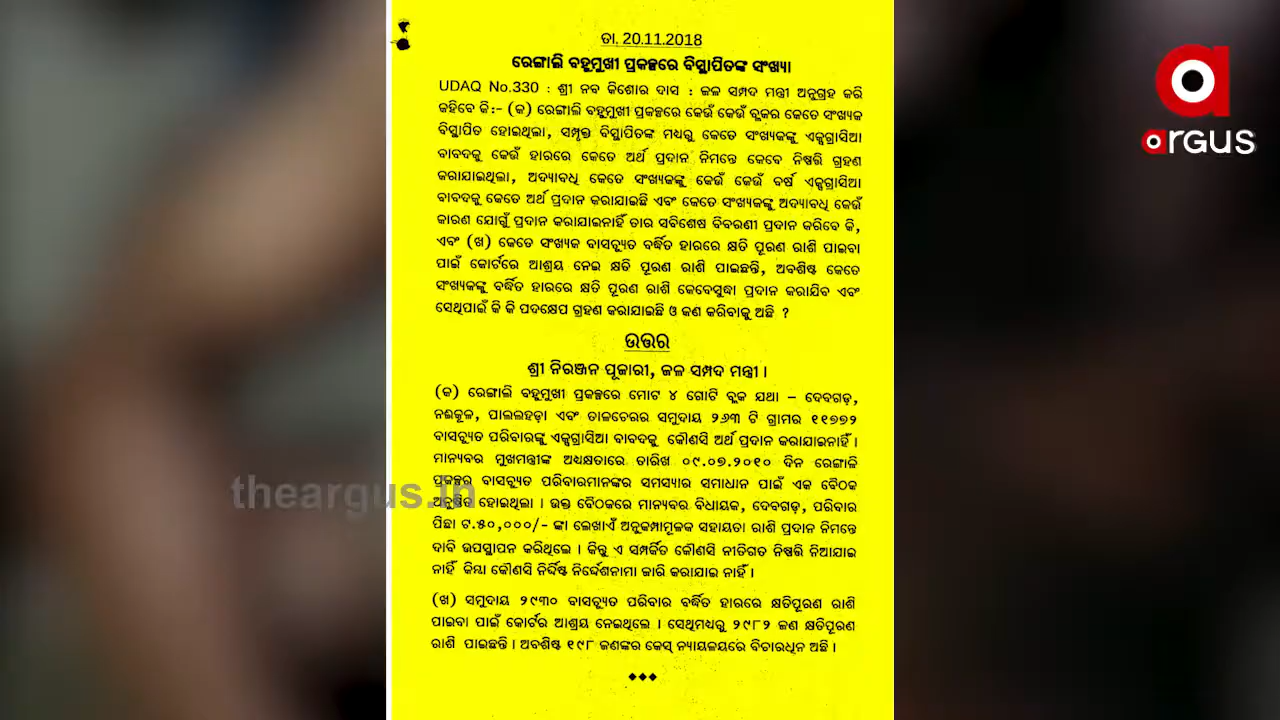 ତା. 20.11.2018
ରେଙ୍ଗାଲି ବହୁମୁଖୀ ପ୍ରକଳ୍ପରେ ବିସ୍ଥାପିତଙ୍କ ସଂଖ୍ୟା
UDAQ No.330 : ଶ୍ରୀ ନବ କିଶୋର ଦାସ : ଜଳ ସମ୍ପଦ ମନ୍ତ୍ରୀ ଅନୁଗ୍ରହ କରି
କହିବେ କି:- (କ) ରେଙ୍ଗାଲି ବହୁମୁଖୀ ପ୍ରକଳ୍ପରେ କେଉଁ କେଉଁ ବ୍ଲକର କେତେ ସଂଖ୍ୟକ
ବିସ୍ଥାପିତ ହୋଇଥିଲା, ସମ୍ପୃକ୍ତ ବିସ୍ଥାପିତଙ୍କ ମଧ୍ୟରୁ କେତେ ସଂଖ୍ୟକଙ୍କୁ ଏକ୍ସଗ୍ରାସିଆ
ବାବଦକୁ କେଉଁ ହାରରେ କେତେ ଅର୍ଥ ପ୍ରଦାନ ନିମନ୍ତେ କେବେ ନିଷ୍ପତ୍ତି ଗ୍ରହଣ
କରାଯାଇଥିଲା, ଅଦ୍ୟାବଧି କେତେ ସଂଖ୍ୟକଙ୍କୁ କେଉଁ କେଉଁ ବର୍ଷ ଏକ୍ସଗ୍ରାସିଆ
ବାବଦକୁ କେତେ ଅର୍ଥ ପ୍ରଦାନ କରାଯାଇଛି ଏବଂ କେତେ ସଂଖ୍ୟକଙ୍କୁ ଅଦ୍ୟାବଧି କେଉଁ
କାରଣ ଯୋଗୁଁ ପ୍ରଦାନ କରାଯାଇନାହିଁ ତାର ସବିଶେଷ ବିବରଣୀ ପ୍ରଦାନ କରିବେ କି,
ଏବଂ (ଖ) କେତେ ସଂଖ୍ୟକ ବାସଚ୍ୟୁତ ବର୍ଦ୍ଧିତ ହାରରେ କ୍ଷତି ପୂରଣ ରାଶି ପାଇବା
ପାଇଁ କୋର୍ଟରେ ଆଶ୍ରୟ ନେଇ କ୍ଷତି ପୂରଣ ରାଶି ପାଇଛନ୍ତି, ଅବଶିଷ୍ଟ କେତେ
ସଂଖ୍ୟକଙ୍କୁ ବର୍ଦ୍ଧିତ ହାରରେ କ୍ଷତି ପୂରଣ ରାଶି କେବେସୁଦ୍ଧା ପ୍ରଦାନ କରାଯିବ ଏବଂ
ସେଥିପାଇଁ କି କି ପଦକ୍ଷେପ ଗ୍ରହଣ କରାଯାଇଛି ଓ କଣ କରିବାକୁ ଅଛି ?
ଉତ୍ତର
ଶ୍ରୀ ନିରଞ୍ଜନ ପୂଜାରୀ, ଜଳ ସମ୍ପଦ ମନ୍ତ୍ରୀ ।
(କ) ରେଙ୍ଗାଲି ବହୁମୁଖୀ ପ୍ରକଳ୍ପରେ ମୋଟ ୪ ଗୋଟି ବ୍ଲକ ଯଥା – ଦେବଗଡ଼,
ନଈକୂଳ, ପାଲଲହଡ଼ା ଏବଂ ତାଳଚେରର ସମୁଦାୟ ୨୬୩ ଟି ଗ୍ରାମର ୧୧୭୭୨
ବାସଚ୍ୟୁତ ପରିବାରଙ୍କୁ ଏକ୍ସଗ୍ରାସିଆ ବାବଦକୁ କୌଣସି ଅର୍ଥ ପ୍ରଦାନ କରାଯାଇନାହିଁ ।
ମାନ୍ୟବର ମୁଖ୍ୟମନ୍ତ୍ରୀଙ୍କ ଅଧ୍ୟକ୍ଷତାରେ ତାରିଖ ୦୯.୦୭.୨୦୧୦ ଦିନ ରେଙ୍ଗାଳି
ପ୍ରକଳ୍ପର ବାସଚ୍ୟୁତ ପରିବାରମାନଙ୍କର ସମସ୍ୟାର ସମାଧାନ ପାଇଁ ଏକ ବୈଠକ
ଅନୁଷ୍ଠିତ ହୋଇଥିଲା । ଉକ୍ତ ବୈଠକରେ ମାନ୍ୟବର ବିଧାୟକ, ଦେବଗଡ଼, ପରିବାର
ପିଛା ଟ.୫୦,୦୦୦/- ଙ୍କା ଲେଖାଏଁ ଅନୁକମ୍ପାମୂଳକ ସହାୟତା ରାଶି ପ୍ରଦାନ ନିମନ୍ତେ
ଦାବି ଉପସ୍ଥାପନ କରିଥିଲେ । କିନ୍ତୁ ଏ ସମ୍ପର୍କିତ କୌଣସି ନୀତିଗତ ନିଷ୍ପତ୍ତି ନିଆଯାଇ
ନାହିଁ କିମ୍ବା କୌଣସି ନିର୍ଦ୍ଦିଷ୍ଟ ନିର୍ଦ୍ଦେଶନାମା ଜାରି କରାଯାଇ ନାହିଁ ।
(ଖ) ସମୁଦାୟ ୨୯୩୦ ବାସଚ୍ୟୁତ ପରିବାର ବର୍ଦ୍ଧିତ ହାରରେ କ୍ଷତିପୂରଣ ରାଶି
ପାଇବା ପାଇଁ କୋର୍ଟର ଆଶ୍ରୟ ନେଇଥିଲେ । ସେଥିମଧ୍ୟରୁ ୨୯୮୨ ଜଣ କ୍ଷତିପୂରଣ
ରାଶି ପାଇଛନ୍ତି । ଅବଶିଷ୍ଟ ୧୯୮ ଜଣଙ୍କର କେସ୍ ନ୍ୟାୟଳୟରେ ବିଚାରଧିନ ଅଛି ।
argus
theargus.in